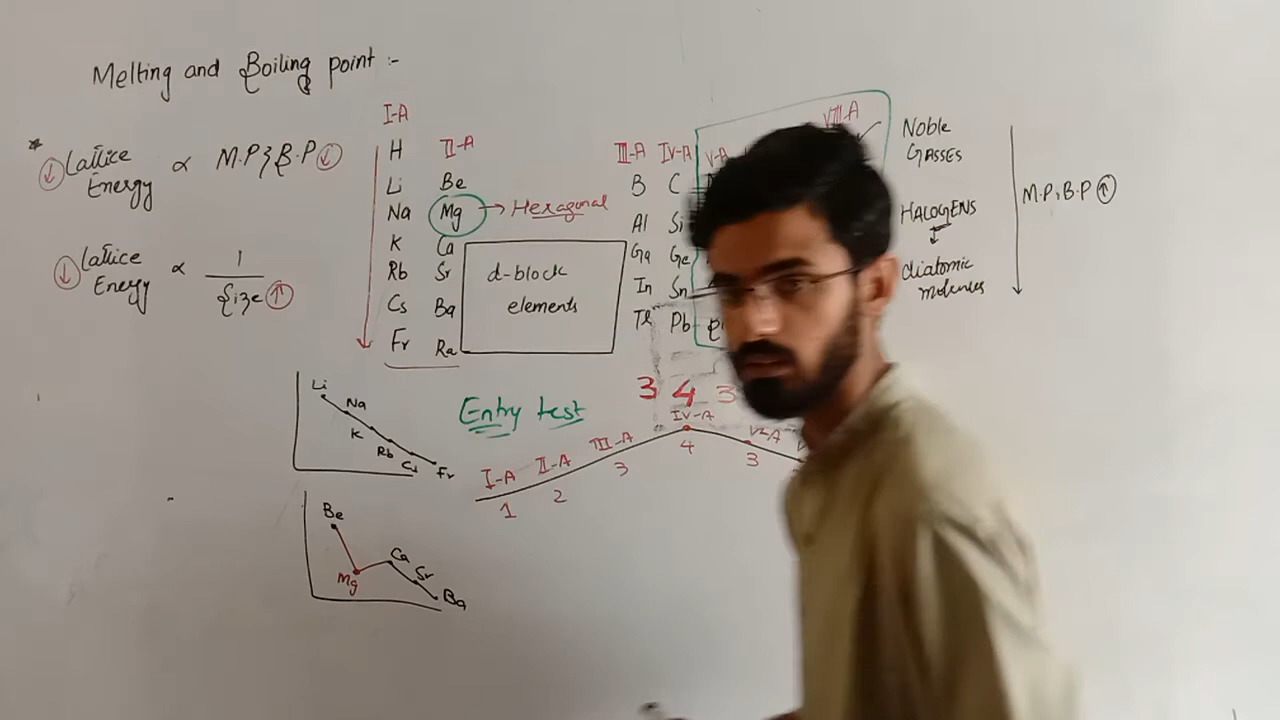 Melting and Boiling point :-
* ↓ Lattice Energy ∝ M.P & B.P ↓
↓ Lattice Energy ∝ 1 / Size ↑
I-A
H
Li
Na
K
Rb
Cs
Fr
II-A
Be
Mg → Hexagonal
Ca
Sr
Ba
Ra
d-block
elements
III-A IV-A V-A VIII-A
B C
Al Si
Ga Ge
In Sn
Tl Pb
Noble
GASSES
HALOGENS
↓
diatomic
molecules
M.P, B.P ↑
3 4 3
Li
Na
K
Rb
Cs
Fr
Entry test
I-A II-A III-A IV-A
1 2 3 4 3
Be
Mg
Ca
Sr
Ba